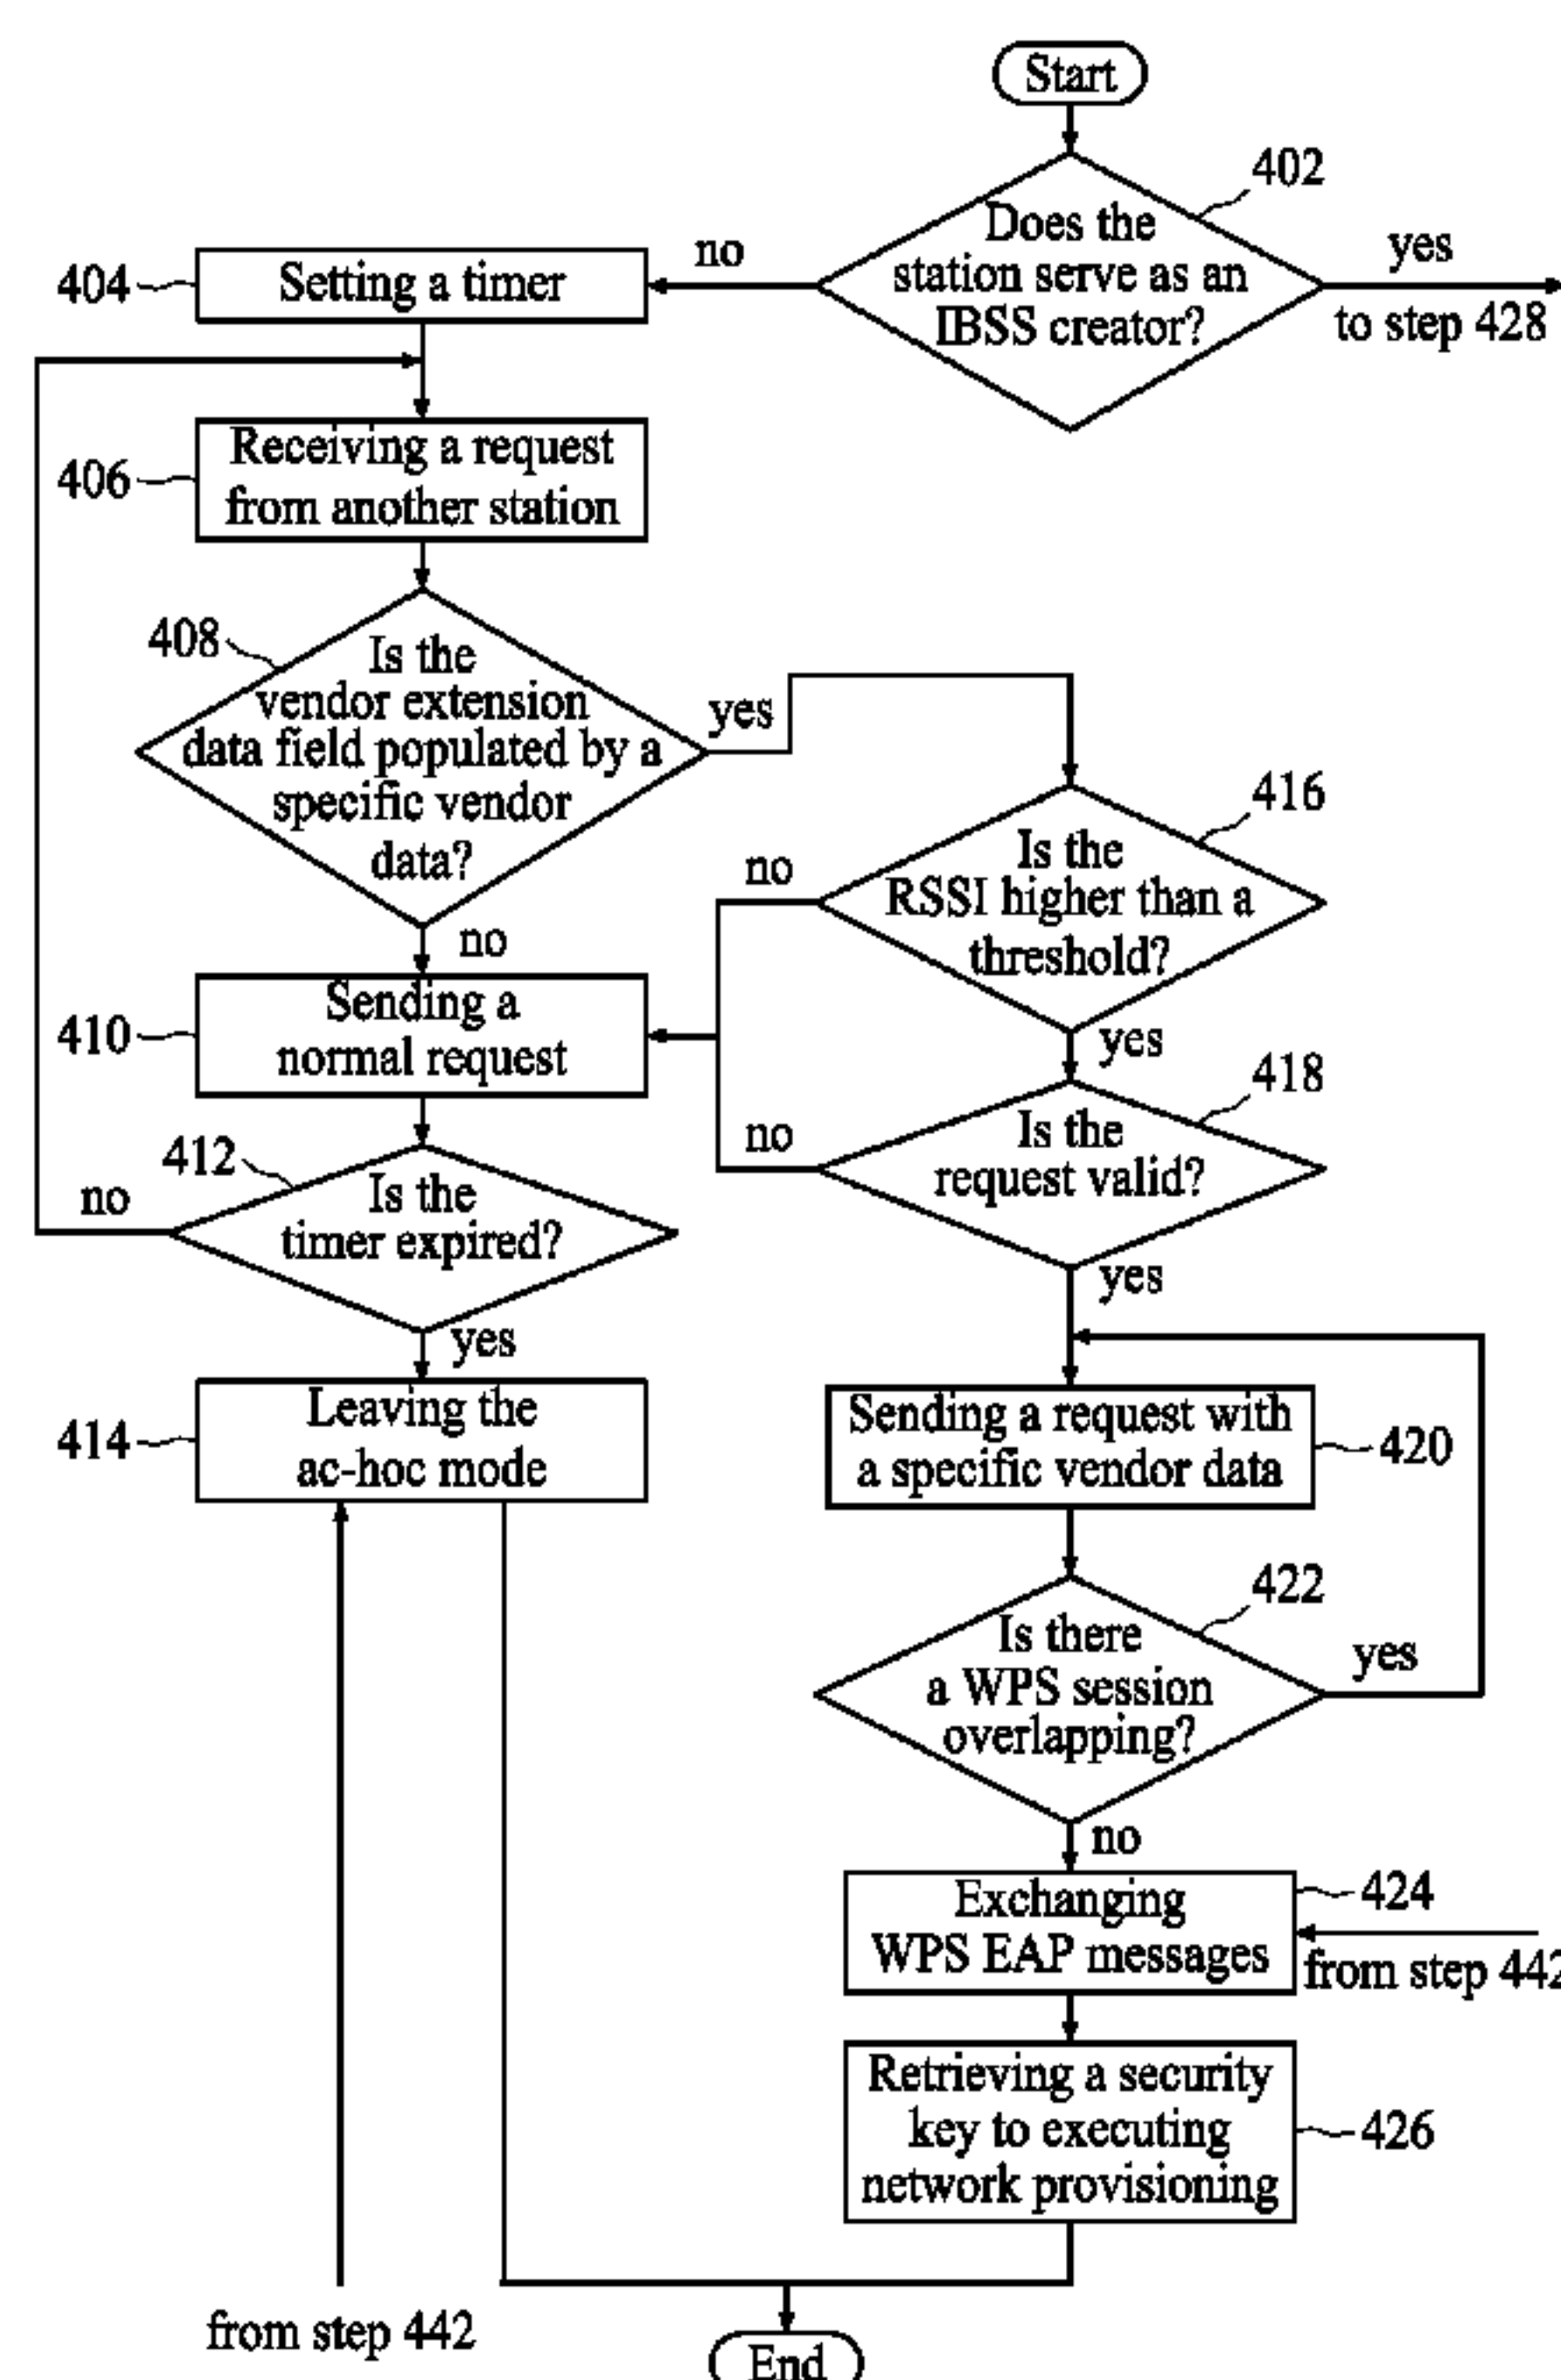 Start
402
Does the
station serve as an
IBSS creator?
no
yes
to step 428
404
Setting a timer
406
Receiving a request
from another station
408
Is the
vendor extension
data field populated by a
specific vendor
data?
yes
no
416
Is the
RSSI higher than a
threshold?
no
yes
410
Sending a
normal request
418
Is the
request valid?
no
yes
412
Is the
timer expired?
no
yes
414
Leaving the
ac-hoc mode
Sending a request with
a specific vendor data
420
422
Is there
a WPS session
overlapping?
yes
no
Exchanging
WPS EAP messages
424
from step 442
Retrieving a security
key to executing
network provisioning
426
from step 442
End